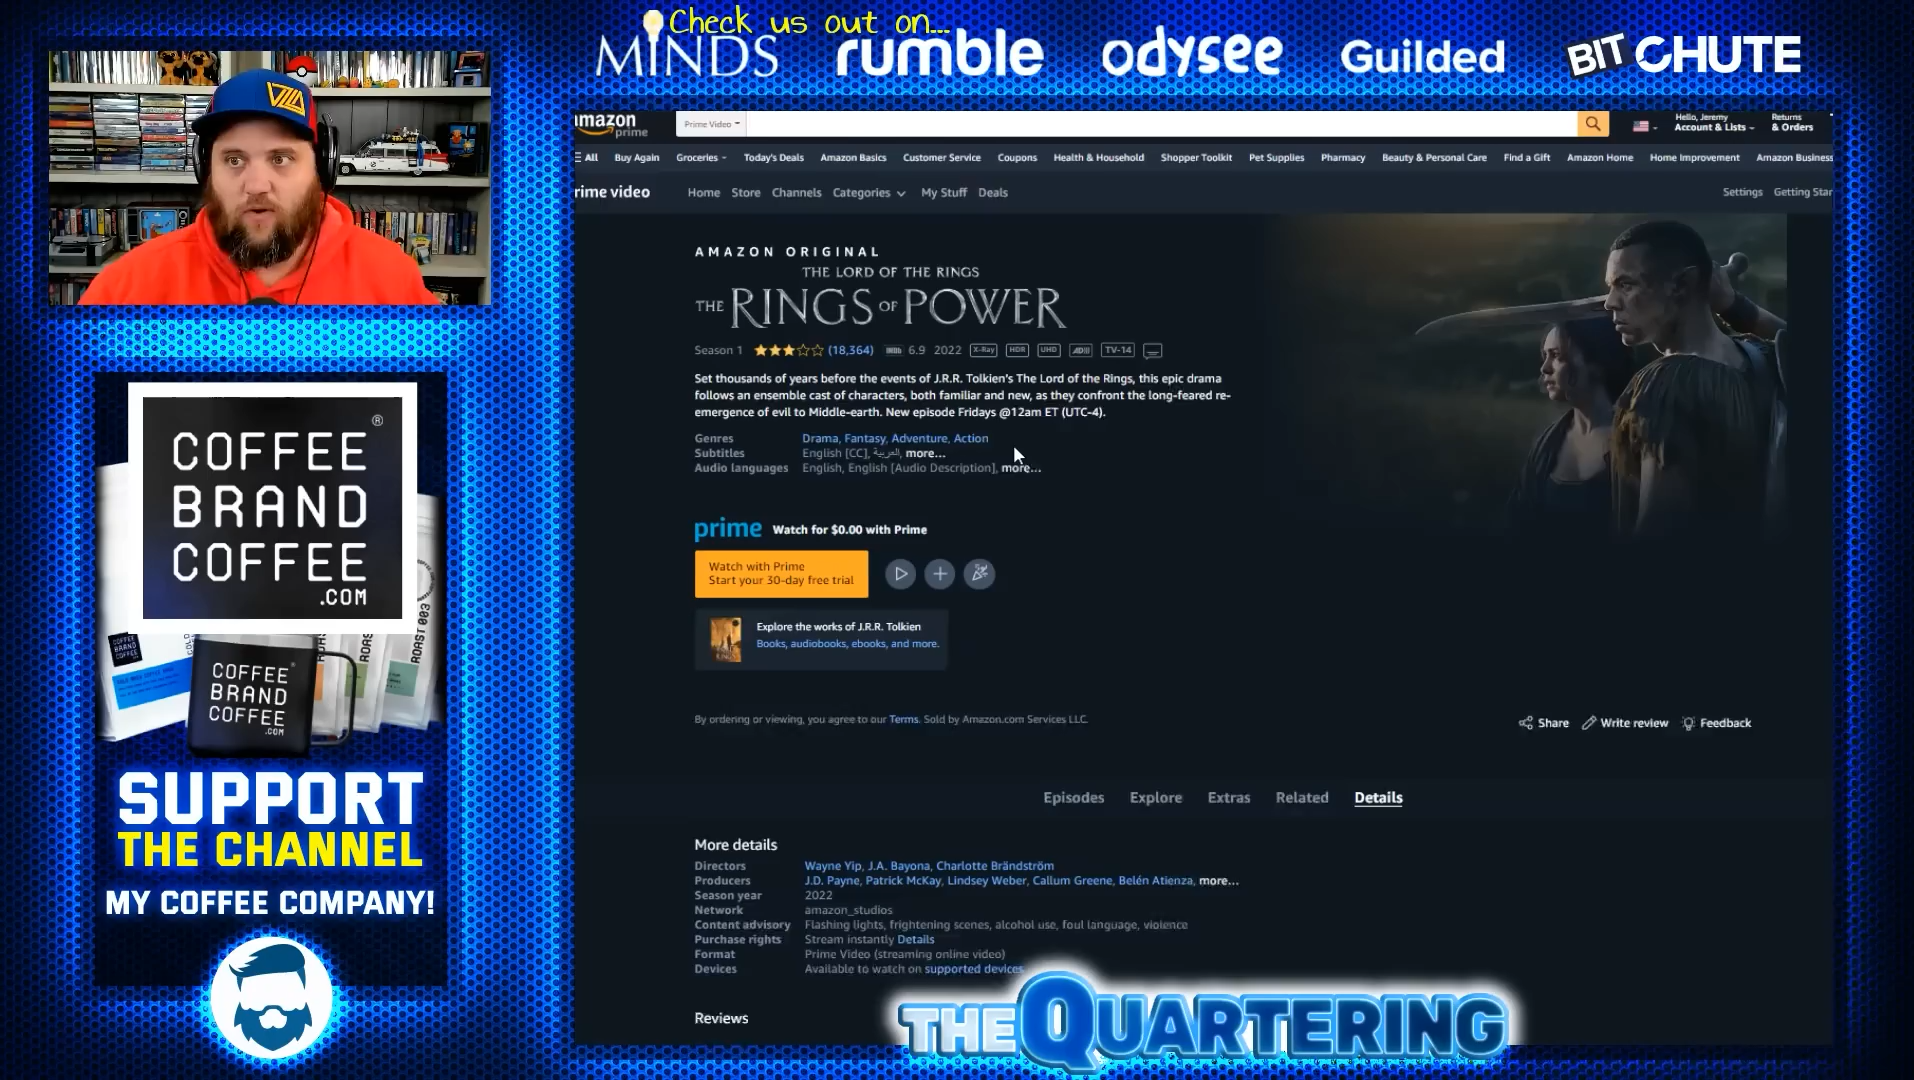 Check us out on...
MINDS
rumble
odysee
Guilded
BITCHUTE
amazon prime
Prime Video
Hello, Jeremy
Account & Lists
Returns
& Orders
All Buy Again Groceries Today's Deals Amazon Basics Customer Service Coupons Health & Household Shopper Toolkit Pet Supplies Pharmacy Beauty & Personal Care Find a Gift Amazon Home Home Improvement Amazon Business
rime video Home Store Channels Categories My Stuff Deals Settings Getting Star
AMAZON ORIGINAL
THE LORD OF THE RINGS
THE RINGS OF POWER
Season 1 (18,364) IMDb 6.9 2022 X-Ray HDR UHD AD TV-14
Set thousands of years before the events of J.R.R. Tolkien's The Lord of the Rings, this epic drama
follows an ensemble cast of characters, both familiar and new, as they confront the long-feared re-
emergence of evil to Middle-earth. New episode Fridays @12am ET (UTC-4).
Genres Drama, Fantasy, Adventure, Action
Subtitles English [CC], العربية, more...
Audio languages English, English [Audio Description], more...
prime Watch for $0.00 with Prime
Watch with Prime
Start your 30-day free trial
Explore the works of J.R.R. Tolkien
Books, audiobooks, ebooks, and more.
By ordering or viewing, you agree to our Terms. Sold by Amazon.com Services LLC.
Share Write review Feedback
Episodes Explore Extras Related Details
More details
Directors Wayne Yip, J.A. Bayona, Charlotte Brändström
Producers J.D. Payne, Patrick McKay, Lindsey Weber, Callum Greene, Belén Atienza, more...
Season year 2022
Network amazon_studios
Content advisory Flashing lights, frightening scenes, alcohol use, foul language, violence
Purchase rights Stream instantly Details
Format Prime Video (streaming online video)
Devices Available to watch on supported devices
Reviews
THE QUARTERING
COFFEE®
BRAND
COFFEE
.COM
ROAST 003
COFFEE
BRAND
COFFEE
.COM
SUPPORT
THE CHANNEL
MY COFFEE COMPANY!